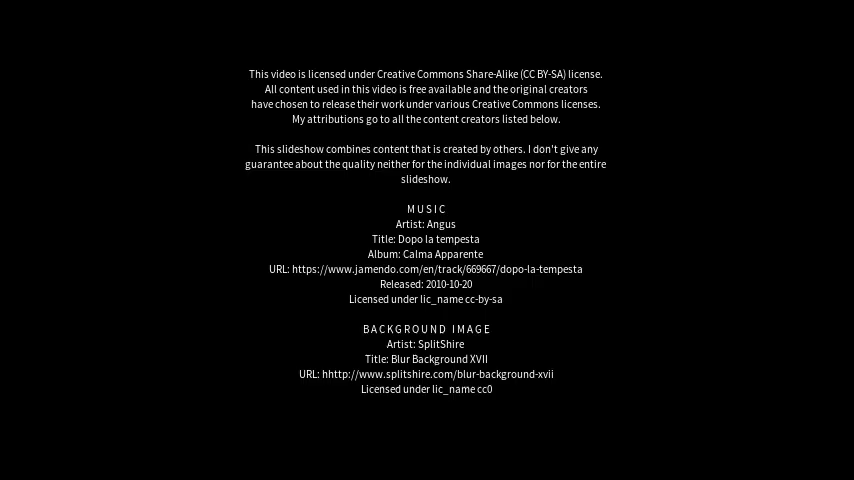 This video is licensed under Creative Commons Share-Alike (CC BY-SA) license.
All content used in this video is free available and the original creators
have chosen to release their work under various Creative Commons licenses.
My attributions go to all the content creators listed below.
This slideshow combines content that is created by others. I don't give any
guarantee about the quality neither for the individual images nor for the entire
slideshow.
MUSIC
Artist: Angus
Title: Dopo la tempesta
Album: Calma Apparente
URL: https://www.jamendo.com/en/track/669667/dopo-la-tempesta
Released: 2010-10-20
Licensed under lic_name cc-by-sa
BACKGROUND IMAGE
Artist: SplitShire
Title: Blur Background XVII
URL: hhttp://www.splitshire.com/blur-background-xvii
Licensed under lic_name cc0